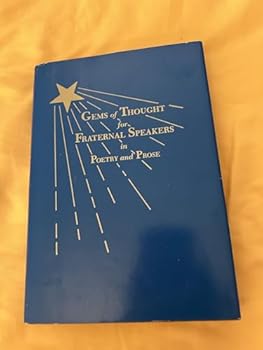 GEMS of THOUGHT
for
FRATERNAL SPEAKERS
in
POETRY and PROSE